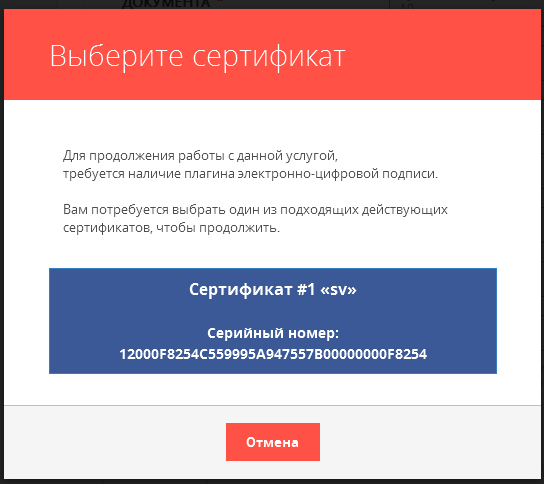 ДОКУМЕНТА
Выберите сертификат
Для продолжения работы с данной услугой,
требуется наличие плагина электронно-цифровой подписи.
Вам потребуется выбрать один из подходящих действующих
сертификатов, чтобы продолжить.
Сертификат #1 «sv»
Серийный номер:
12000F8254C559995A947557B00000000F8254
Отмена